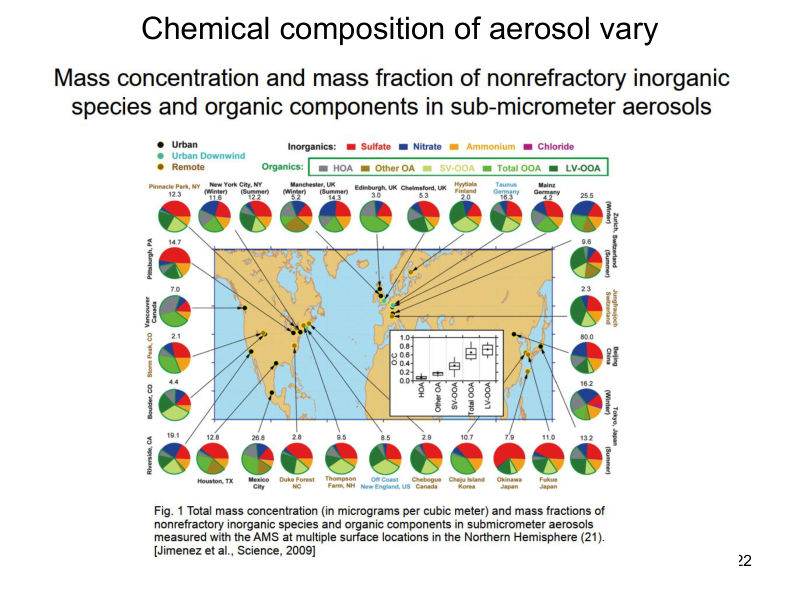 Chemical composition of aerosol vary
Mass concentration and mass fraction of nonrefractory inorganic
species and organic components in sub-micrometer aerosols
Urban
Urban Downwind
Remote
Inorganics: Sulfate Nitrate Ammonium Chloride
Organics: HOA Other OA SV-OOA Total OOA LV-OOA
Pinnacle Park, NY
12.3
New York City, NY
(Winter) (Summer)
11.6 12.2
Manchester, UK
(Winter) (Summer)
5.2 14.3
Edinburgh, UK
3.0
Chelmsford, UK
5.3
Hyytiala
Finland
2.0
Taunus
Germany
16.3
Mainz
Germany
4.2
25.5
(Winter)
Zurich, Switzerland
9.6
(Summer)
2.3
Jungfraujoch
Switzerland
80.0
Beijing
China
16.2
(Winter)
Tokyo, Japan
13.2
(Summer)
Pittsburgh, PA
14.7
Vancouver
Canada
7.0
Storm Peak, CO
2.1
Boulder, CO
4.4
Riverside, CA
19.1
O:C
1.0
0.8
0.6
0.4
0.2
0.0
HOA
Other OA
SV-OOA
Total OOA
LV-OOA
12.8
Houston, TX
26.8
Mexico
City
2.8
Duke Forest
NC
9.5
Thompson
Farm, NH
8.5
Off Coast
New England, US
2.9
Chebogue
Canada
10.7
Cheju Island
Korea
7.9
Okinawa
Japan
11.0
Fukue
Japan
Fig. 1 Total mass concentration (in micrograms per cubic meter) and mass fractions of
nonrefractory inorganic species and organic components in submicrometer aerosols
measured with the AMS at multiple surface locations in the Northern Hemisphere (21).
[Jimenez et al., Science, 2009]
22